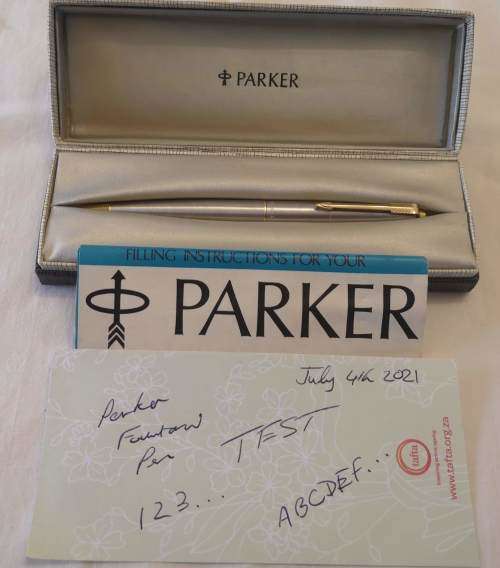 PARKER
FILLING INSTRUCTIONS FOR YOUR
PARKER
July 4th 2021
Parker
Fountain
Pen
TEST
123...
ABCDEF...
tafta
www.tafta.org.za